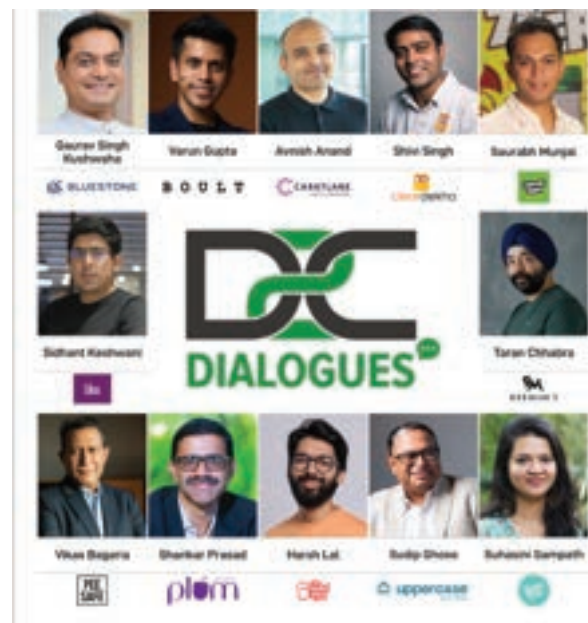 Gaurav Singh
Kushwaha
Varun Gupta
Avnish Anand
Shivi Singh
Saurabh Munjal
BLUESTONE
BOULT
CARATLANE
Sidhant Keshwani
DC
DIALOGUES
Taran Chhabra
Vikas Bagaria
Shankar Prasad
Harsh Lal
Sudip Ghose
Suhasini Sampath
PEE
SAFE
plum
uppercase